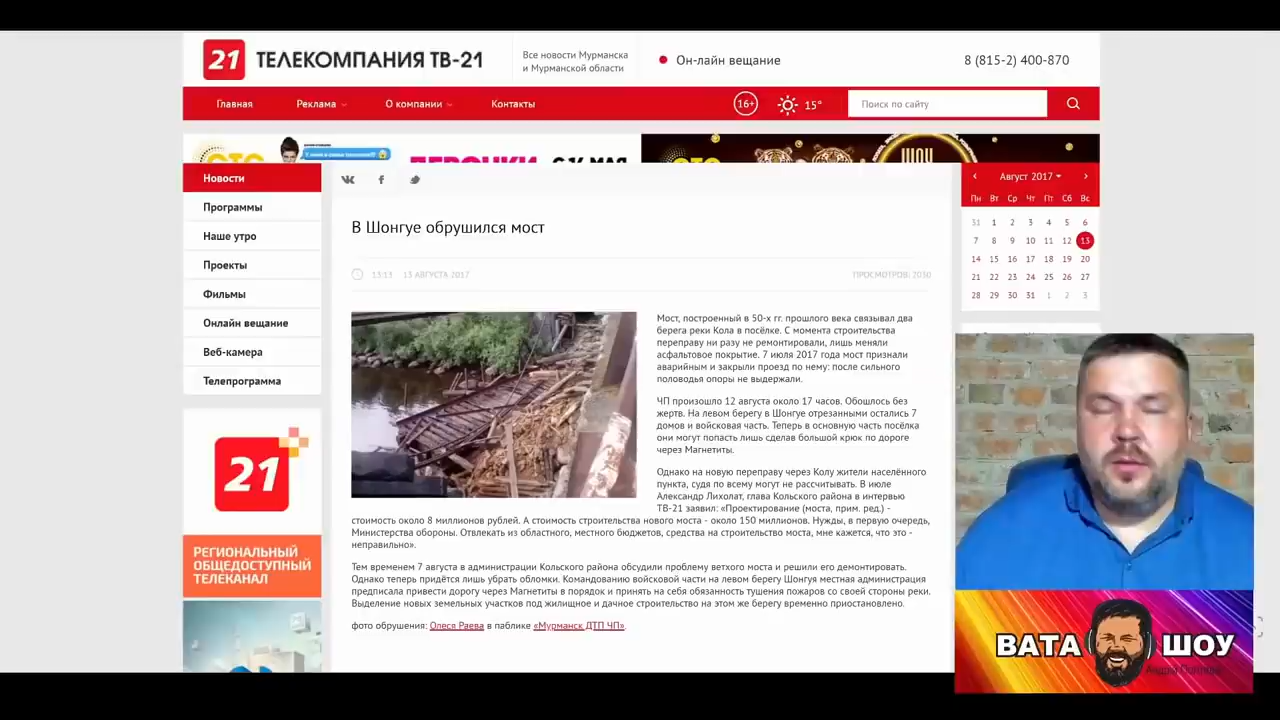 21 ТЕЛЕКОМПАНИЯ ТВ-21
Все новости Мурманска
и Мурманской области
Он-лайн вещание
8 (815-2) 400-870
Главная Реклама О компании Контакты
16+ 15° Поиск по сайту
ДЕВОЧКИ С 14 МАЯ
ШОУ
Новости
Программы
Наше утро
Проекты
Фильмы
Онлайн вещание
Веб-камера
Телепрограмма
21
РЕГИОНАЛЬНЫЙ
ОБЩЕДОСТУПНЫЙ
ТЕЛЕКАНАЛ
В Шонгуе обрушился мост
13:13 13 АВГУСТА 2017 ПРОСМОТРОВ: 2030
Мост, построенный в 50-х гг. прошлого века связывал два
берега реки Кола в посёлке. С момента строительства
переправу ни разу не ремонтировали, лишь меняли
асфальтовое покрытие. 7 июля 2017 года мост признали
аварийным и закрыли проезд по нему: после сильного
половодья опоры не выдержали.
ЧП произошло 12 августа около 17 часов. Обошлось без
жертв. На левом берегу в Шонгуе отрезанными остались 7
домов и войсковая часть. Теперь в основную часть посёлка
они могут попасть лишь сделав большой крюк по дороге
через Магнетиты.
Однако на новую переправу через Колу жители населённого
пункта, судя по всему могут не рассчитывать. В июле
Александр Лихолат, глава Кольского района в интервью
ТВ-21 заявил: «Проектирование (моста, прим. ред.) -
стоимость около 8 миллионов рублей. А стоимость строительства нового моста - около 150 миллионов. Нужды, в первую очередь,
Министерства обороны. Отвлекать из областного, местного бюджетов, средства на строительство моста, мне кажется, что это -
неправильно».
Тем временем 7 августа в администрации Кольского района обсудили проблему ветхого моста и решили его демонтировать.
Однако теперь придётся лишь убрать обломки. Командованию войсковой части на левом берегу Шонгуя местная администрация
предписала привести дорогу через Магнетиты в порядок и принять на себя обязанность тушения пожаров со своей стороны реки.
Выделение новых земельных участков под жилищное и дачное строительство на этом же берегу временно приостановлено.
фото обрушения: Олеся Раева в паблике «Мурманск ДТП ЧП».
Август 2017
Пн Вт Ср Чт Пт Сб Вс
31 1 2 3 4 5 6
7 8 9 10 11 12 13
14 15 16 17 18 19 20
21 22 23 24 25 26 27
28 29 30 31 1 2 3
ВАТА ШОУ